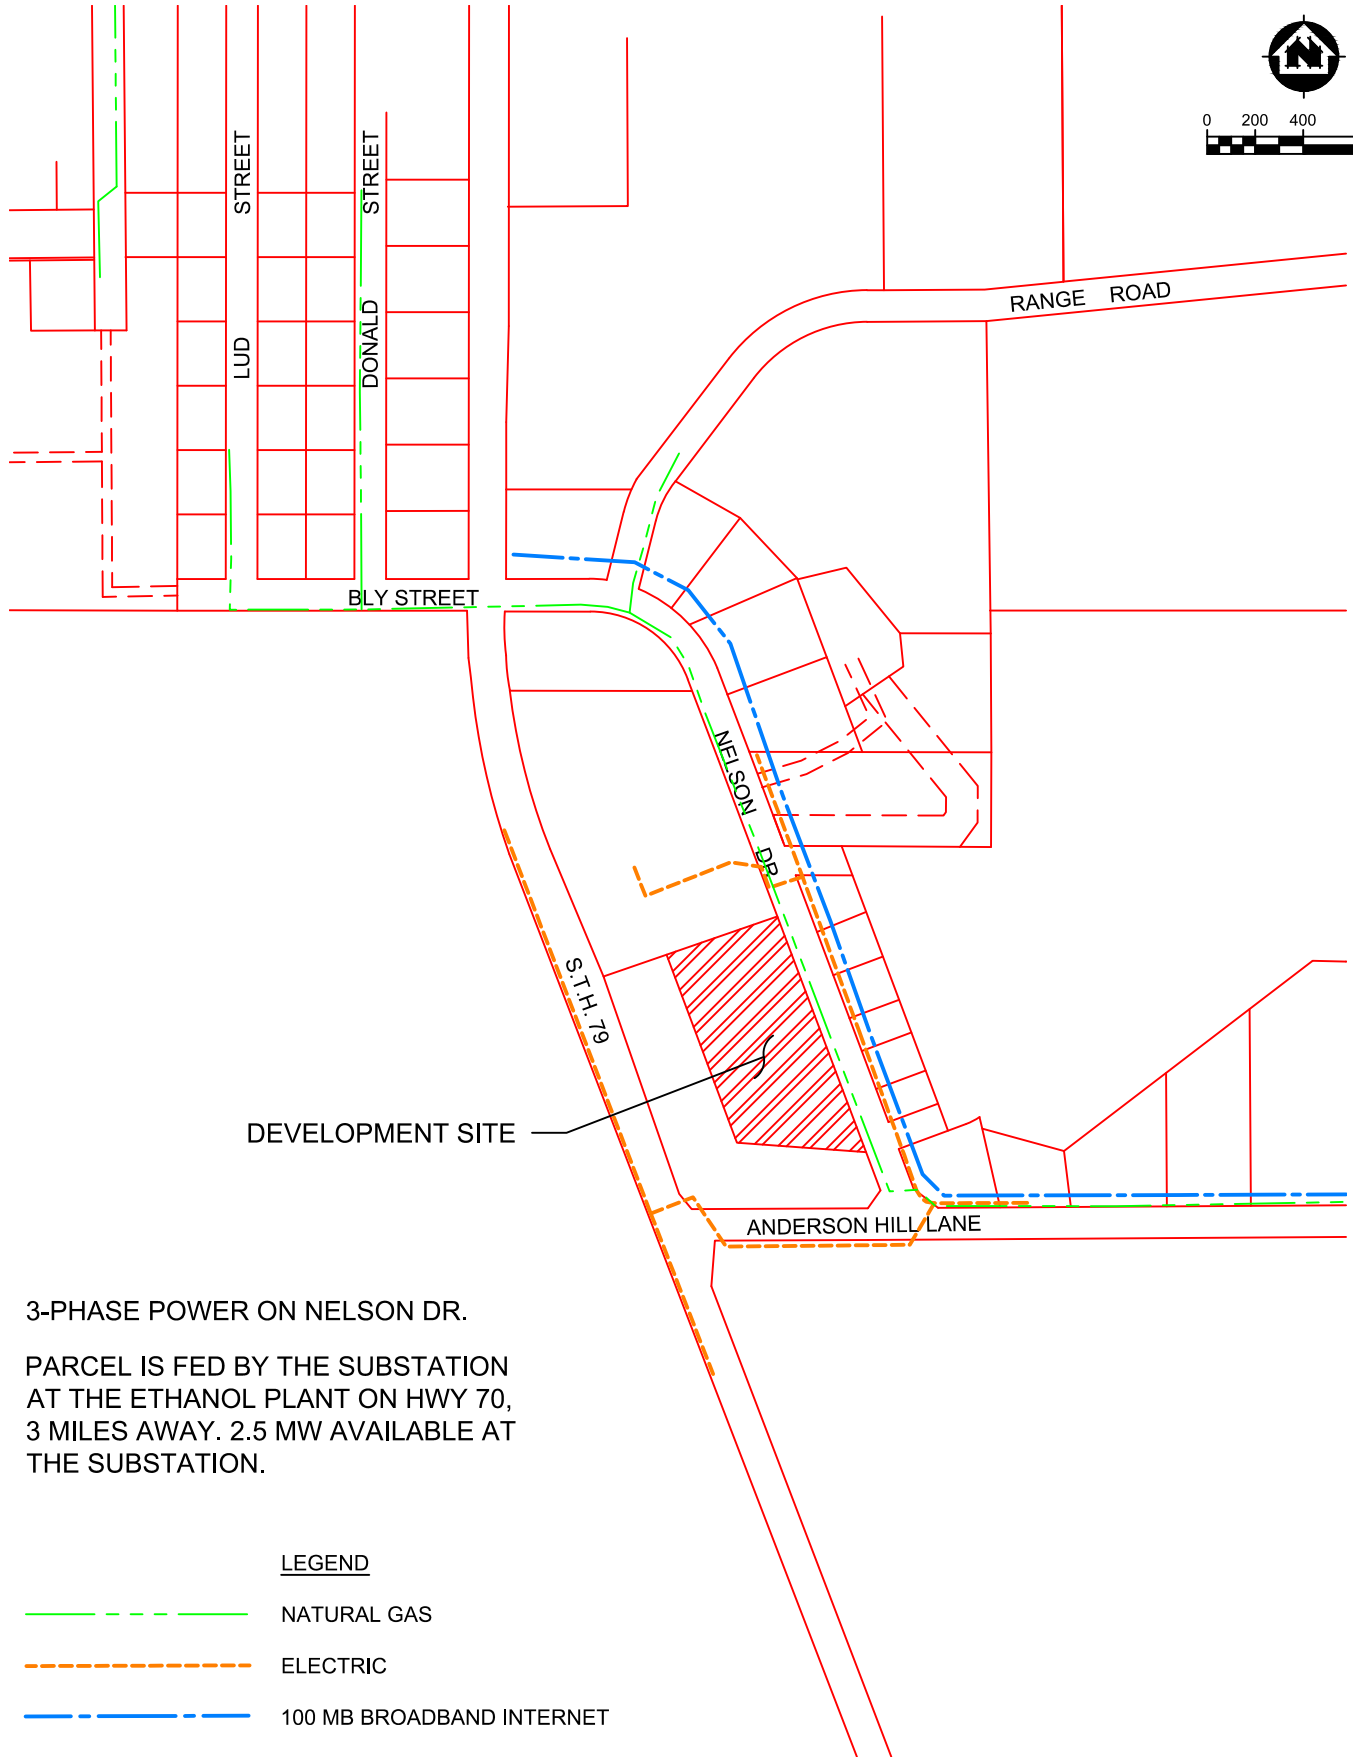 N
0 200 400
STREET
STREET
RANGE ROAD
LUD
DONALD
BLY STREET
NELSON
DR.
S.T.H. 79
DEVELOPMENT SITE
ANDERSON HILL LANE
3-PHASE POWER ON NELSON DR.
PARCEL IS FED BY THE SUBSTATION
AT THE ETHANOL PLANT ON HWY 70,
3 MILES AWAY. 2.5 MW AVAILABLE AT
THE SUBSTATION.
LEGEND
NATURAL GAS
ELECTRIC
100 MB BROADBAND INTERNET